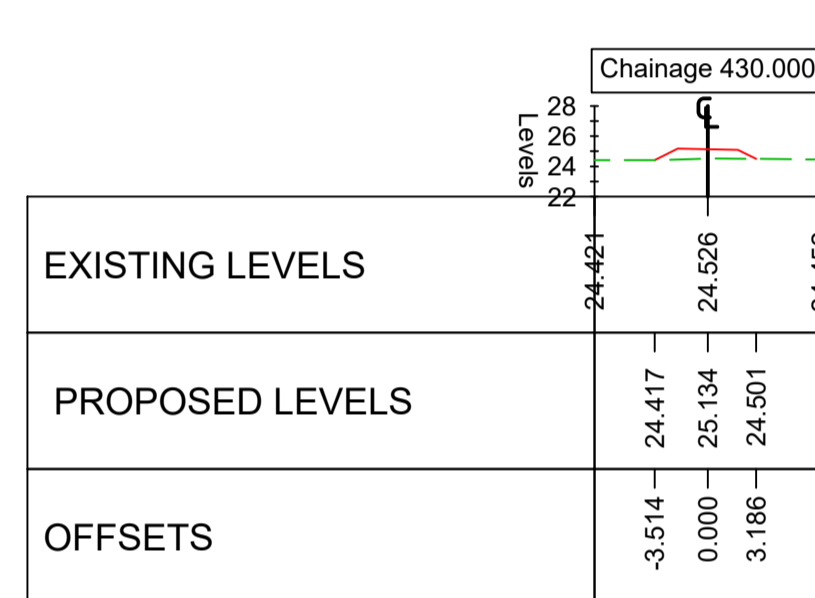 Chainage 430.000
Levels
28
26
24
22
EXISTING LEVELS
24.421
24.526
PROPOSED LEVELS
24.417
25.134
24.501
OFFSETS
-3.514
0.000
3.186